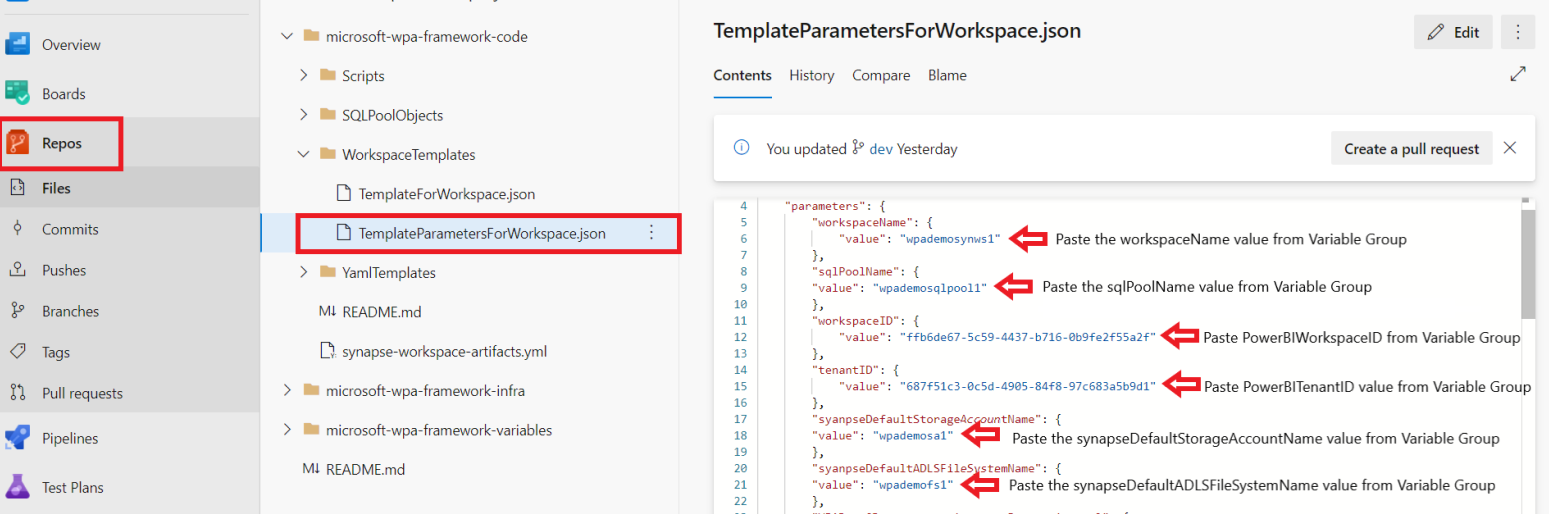 Overview
Boards
Repos
Files
Commits
Pushes
Branches
Tags
Pull requests
Pipelines
Test Plans
microsoft-wpa-framework-code
Scripts
SQLPoolObjects
WorkspaceTemplates
TemplateForWorkspace.json
TemplateParametersForWorkspace.json
YamlTemplates
M↓ README.md
synapse-workspace-artifacts.yml
microsoft-wpa-framework-infra
microsoft-wpa-framework-variables
M↓ README.md
TemplateParametersForWorkspace.json
Edit
Contents History Compare Blame
You updated dev Yesterday
Create a pull request
4 "parameters": {
5 "workspaceName": {
6 "value": "wpademosynws1" Paste the workspaceName value from Variable Group
7 },
8 "sqlPoolName": {
9 "value": "wpademosqlpool1" Paste the sqlPoolName value from Variable Group
10 },
11 "workspaceID": {
12 "value": "ffb6de67-5c59-4437-b716-0b9fe2f55a2f" Paste PowerBIWorkspaceID from Variable Group
13 },
14 "tenantID": {
15 "value": "687f51c3-0c5d-4905-84f8-97c683a5b9d1" Paste PowerBITenantID value from Variable Group
16 },
17 "syanpseDefaultStorageAccountName": {
18 "value": "wpademosa1" Paste the synapseDefaultStorageAccountName value from Variable Group
19 },
20 "syanpseDefaultADLSFileSystemName": {
21 "value": "wpademofs1" Paste the synapseDefaultADLSFileSystemName value from Variable Group
22 },